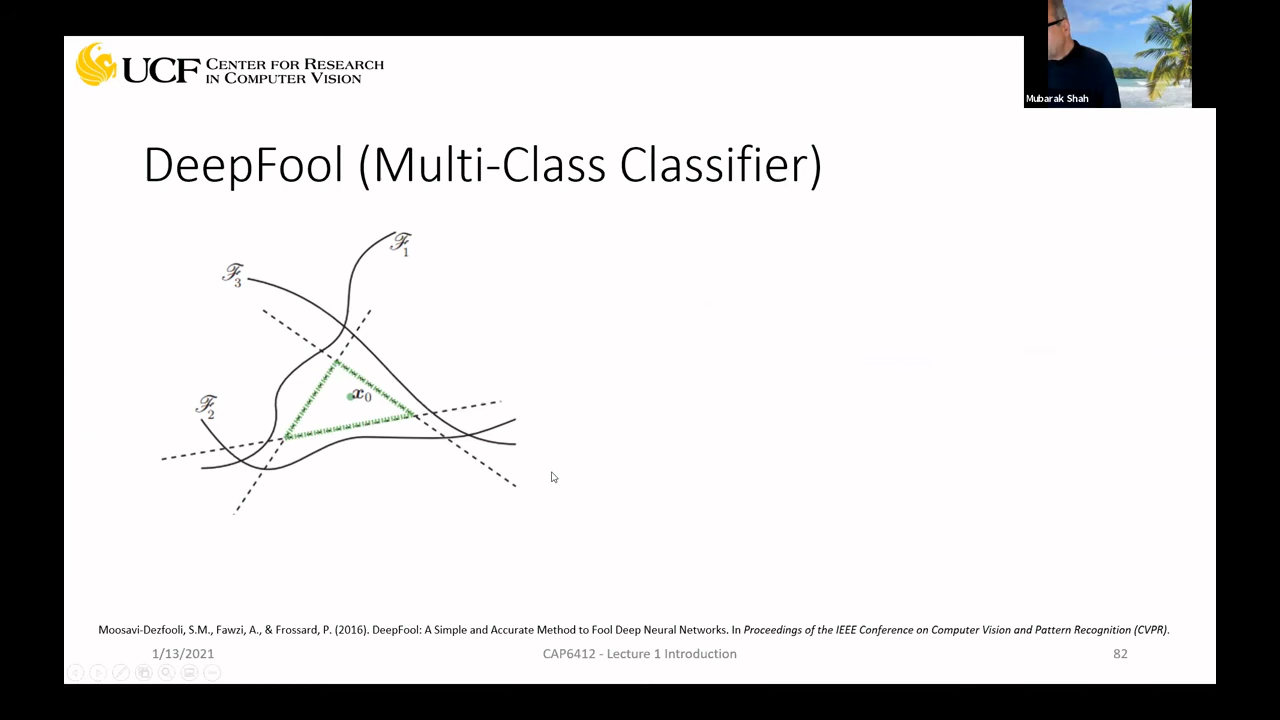 UCF CENTER FOR RESEARCH
IN COMPUTER VISION
Mubarak Shah
DeepFool (Multi-Class Classifier)
ℱ1
ℱ3
x0
ℱ2
Moosavi-Dezfooli, S.M., Fawzi, A., & Frossard, P. (2016). DeepFool: A Simple and Accurate Method to Fool Deep Neural Networks. In Proceedings of the IEEE Conference on Computer Vision and Pattern Recognition (CVPR).
1/13/2021
CAP6412 - Lecture 1 Introduction
82